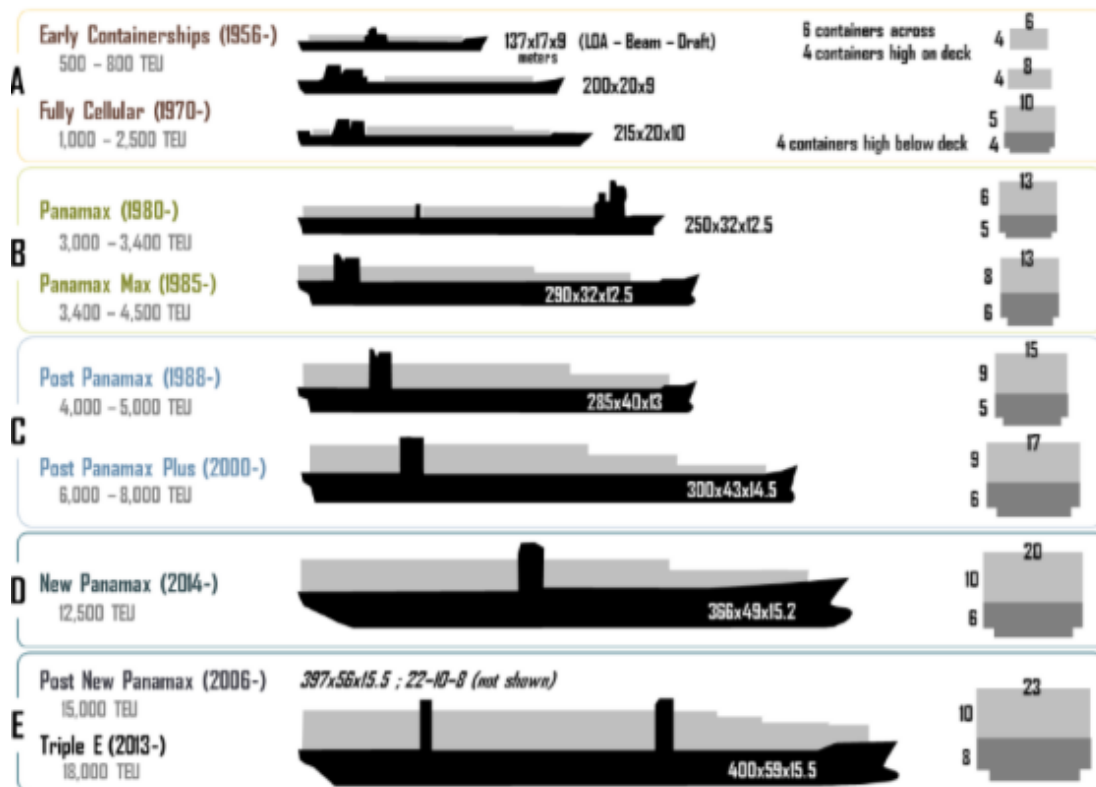 A
Early Containerships (1956-)
500 – 800 TEU
137x17x9 (LOA – Beam – Draft)
meters
6 containers across
4 containers high on deck
6
4
200x20x9
8
4
Fully Cellular (1970-)
1,000 – 2,500 TEU
215x20x10
4 containers high below deck
10
5
4
B
Panamax (1980-)
3,000 – 3,400 TEU
250x32x12.5
13
6
5
Panamax Max (1985-)
3,400 – 4,500 TEU
290x32x12.5
13
8
6
C
Post Panamax (1988-)
4,000 – 5,000 TEU
285x40x13
15
9
5
Post Panamax Plus (2000-)
6,000 – 8,000 TEU
300x43x14.5
17
9
6
D
New Panamax (2014-)
12,500 TEU
366x49x15.2
20
10
6
E
Post New Panamax (2006-)
15,000 TEU
397x56x15.5 ; 22–10–8 (not shown)
Triple E (2013-)
18,000 TEU
400x59x15.5
23
10
8